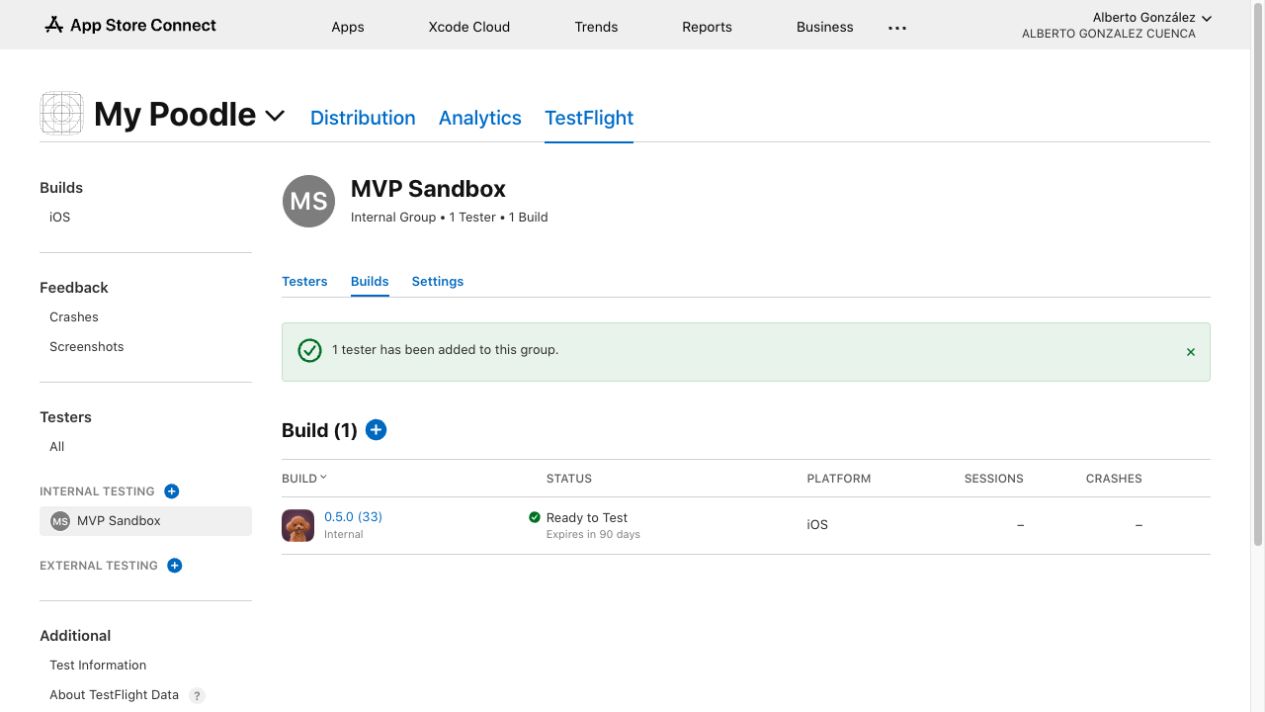 App Store Connect
Apps
Xcode Cloud
Trends
Reports
Business
Alberto González
ALBERTO GONZALEZ CUENCA
My Poodle
Distribution
Analytics
TestFlight
Builds
iOS
Feedback
Crashes
Screenshots
Testers
All
INTERNAL TESTING
MS MVP Sandbox
EXTERNAL TESTING
Additional
Test Information
About TestFlight Data ?
MS
MVP Sandbox
Internal Group • 1 Tester • 1 Build
Testers
Builds
Settings
1 tester has been added to this group.
Build (1)
BUILD
STATUS
PLATFORM
SESSIONS
CRASHES
0.5.0 (33)
Internal
Ready to Test
Expires in 90 days
iOS
–
–